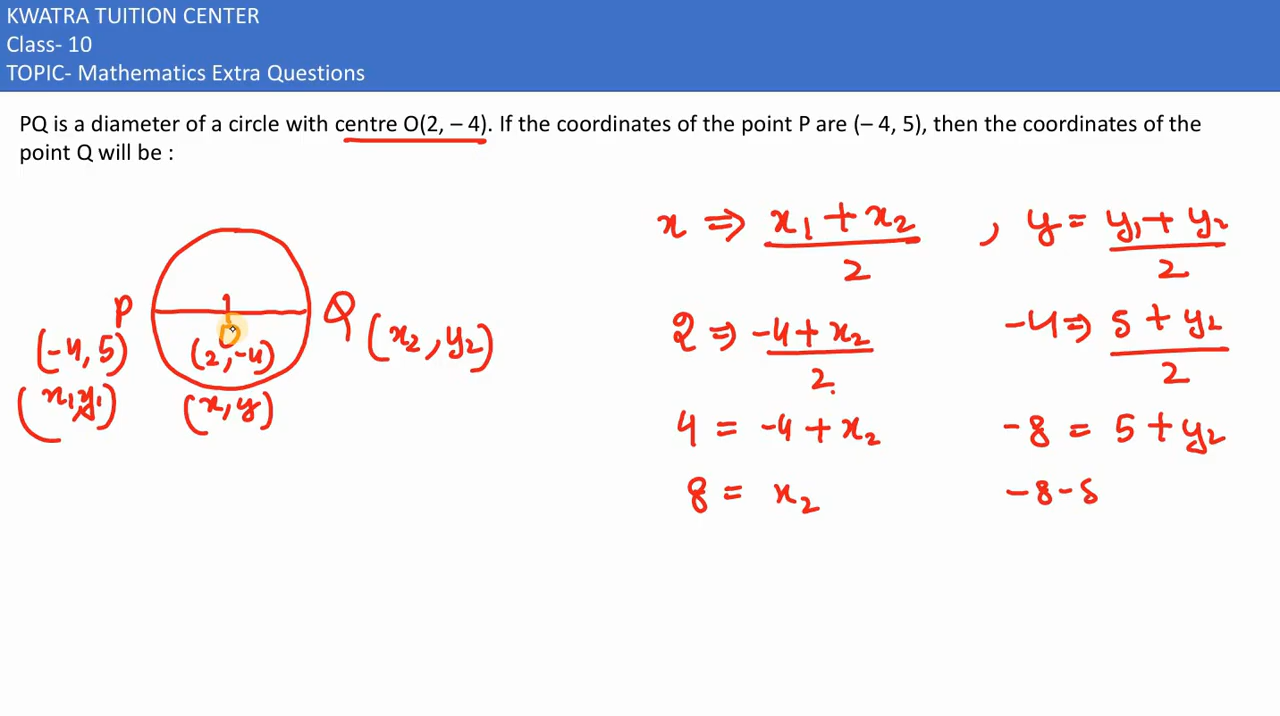 KWATRA TUITION CENTER
Class- 10
TOPIC- Mathematics Extra Questions
PQ is a diameter of a circle with centre O(2, – 4). If the coordinates of the point P are (– 4, 5), then the coordinates of the
point Q will be :
x ⇒ x₁ + x₂ / 2 , y = y₁ + y₂ / 2
P Q
O
(-4, 5) (2, -4) (x₂, y₂)
(x₁, y₁) (x, y)
2 ⇒ -4 + x₂ / 2 -4 ⇒ 5 + y₂ / 2
4 = -4 + x₂ -8 = 5 + y₂
8 = x₂ -8 -